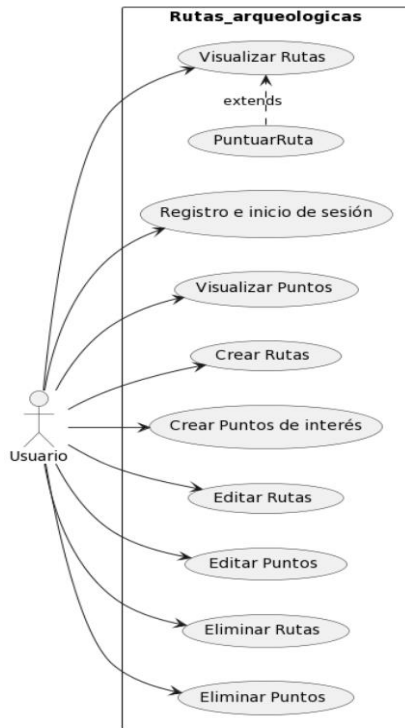 Rutas_arqueologicas
Visualizar Rutas
extends
PuntuarRuta
Registro e inicio de sesión
Visualizar Puntos
Crear Rutas
Crear Puntos de interés
Usuario
Editar Rutas
Editar Puntos
Eliminar Rutas
Eliminar Puntos